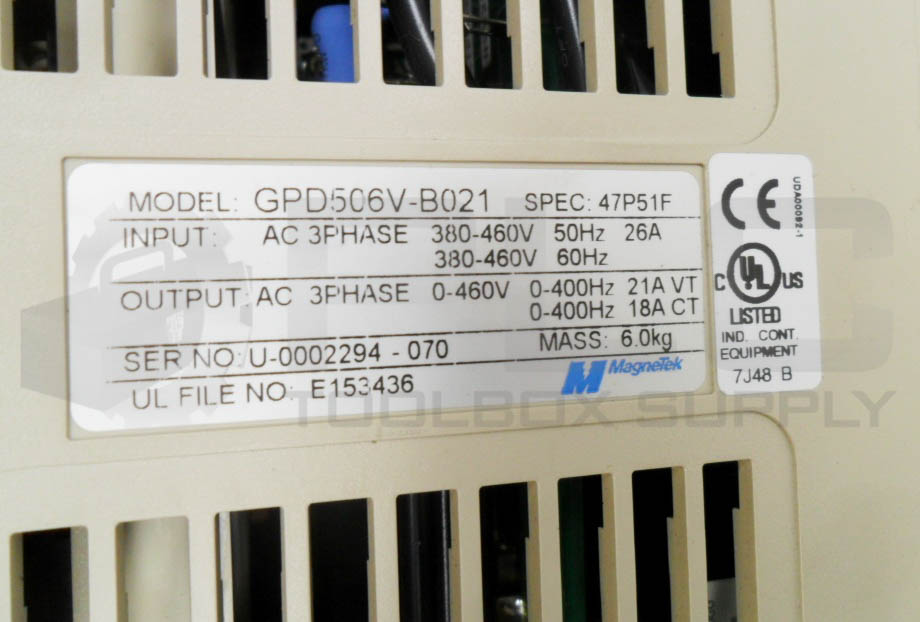 MODEL: GPD506V-B021 SPEC: 47P51F
INPUT: AC 3PHASE 380-460V 50Hz 26A
380-460V 60Hz
OUTPUT: AC 3PHASE 0-460V 0-400Hz 21A VT
0-400Hz 18A CT
SER NO: U-0002294 - 070 MASS: 6.0kg
UL FILE NO: E153436 MagneTek
CE
UDA00092-1
C UL US
LISTED
IND. CONT.
EQUIPMENT
7J48 B
PLC
TOOLBOX SUPPLY